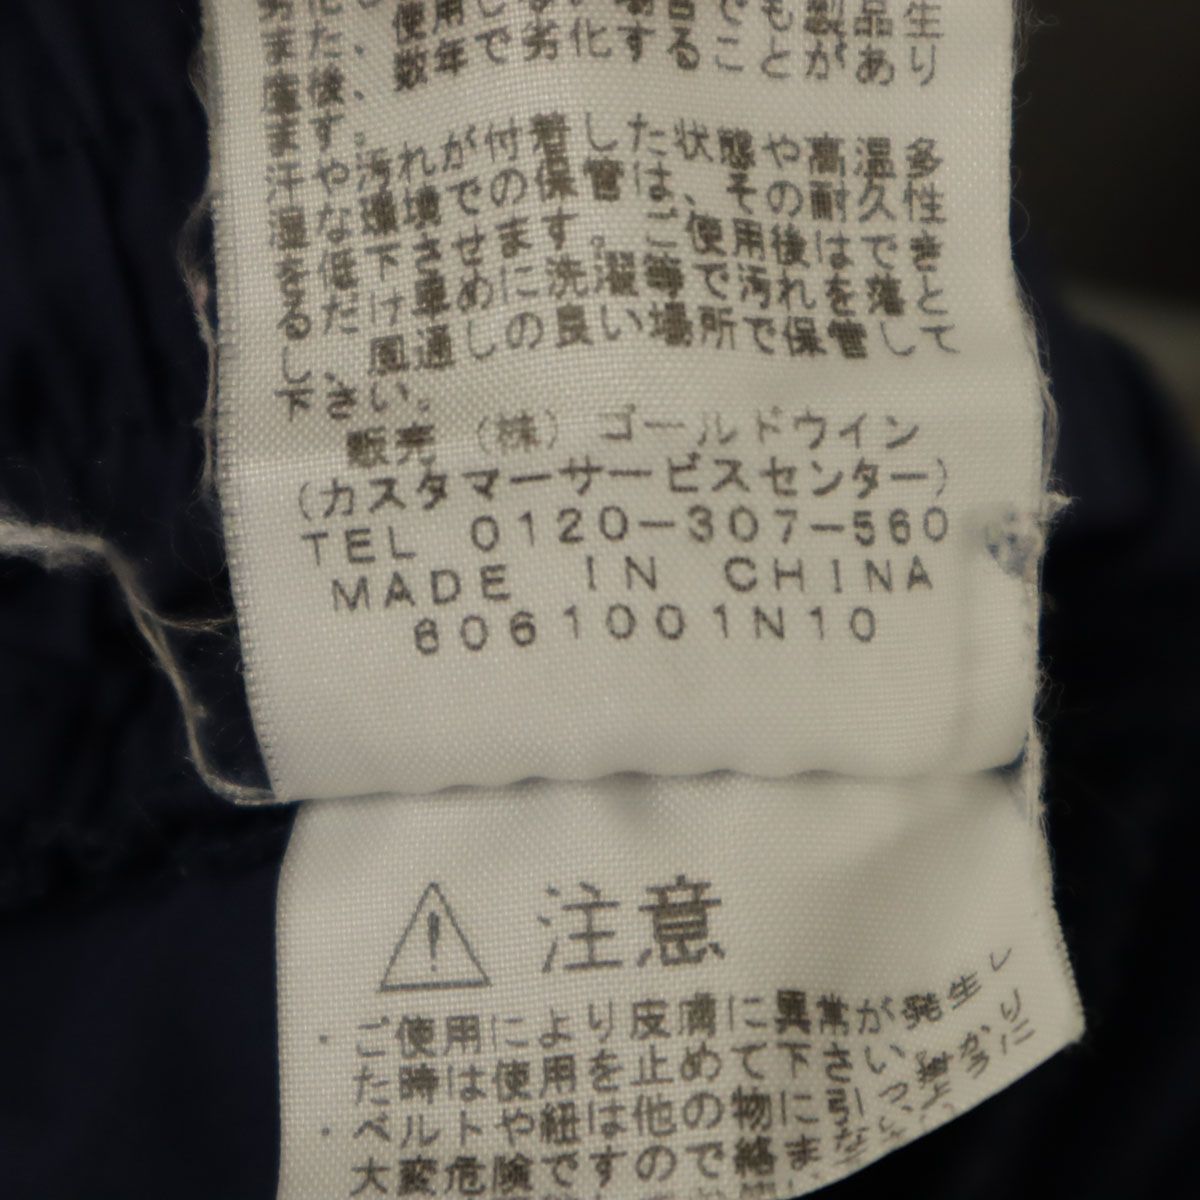 数年で劣化することがあり
ます。
汗や汚れが付着した状態や高温多
湿な環境での保管は、その耐久性
を低下させます。ご使用後はでき
るだけ早めに洗濯等で汚れを落と
し、風通しの良い場所で保管して
下さい。
販売 (株) ゴールドウイン
(カスタマーサービスセンター)
TEL 0120-307-560
MADE IN CHINA
6061001N10
注意
・ご使用により皮膚に異常が発生し
た時は使用を止めて下さい。
・ベルトや紐は他の物に引っ
大変危険ですので絡ま